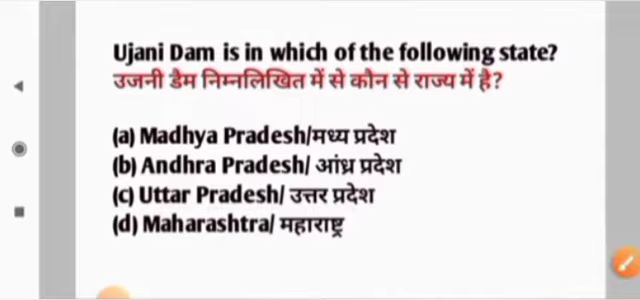 Ujani Dam is in which of the following state?
उजनी डैम निम्नलिखित में से कौन से राज्य में है?
(a) Madhya Pradesh/मध्य प्रदेश
(b) Andhra Pradesh/ आंध्र प्रदेश
(c) Uttar Pradesh/ उत्तर प्रदेश
(d) Maharashtra/ महाराष्ट्र